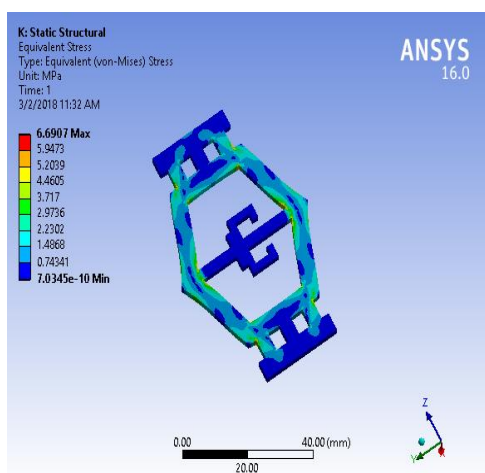 K: Static Structural
Equivalent Stress
Type: Equivalent (von-Mises) Stress
Unit: MPa
Time: 1
3/2/2018 11:32 AM
ANSYS
16.0
6.6907 Max
5.9473
5.2039
4.4605
3.717
2.9736
2.2302
1.4868
0.74341
7.0345e-10 Min
0.00 40.00 (mm)
20.00
Z
Y
X